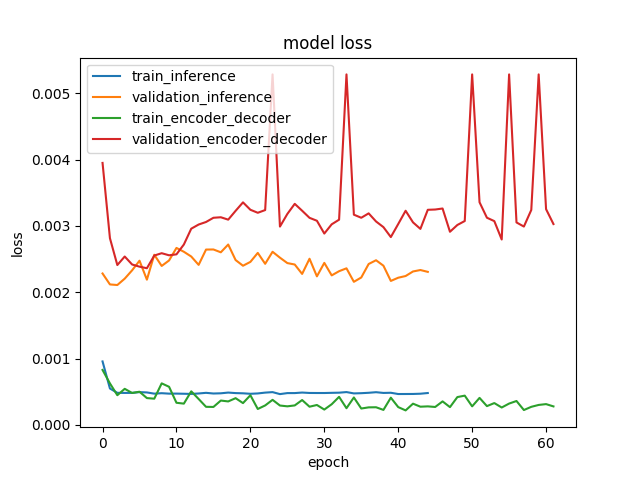 model loss
train_inference
validation_inference
train_encoder_decoder
validation_encoder_decoder
loss
0.005
0.004
0.003
0.002
0.001
0.000
0 10 20 30 40 50 60
epoch